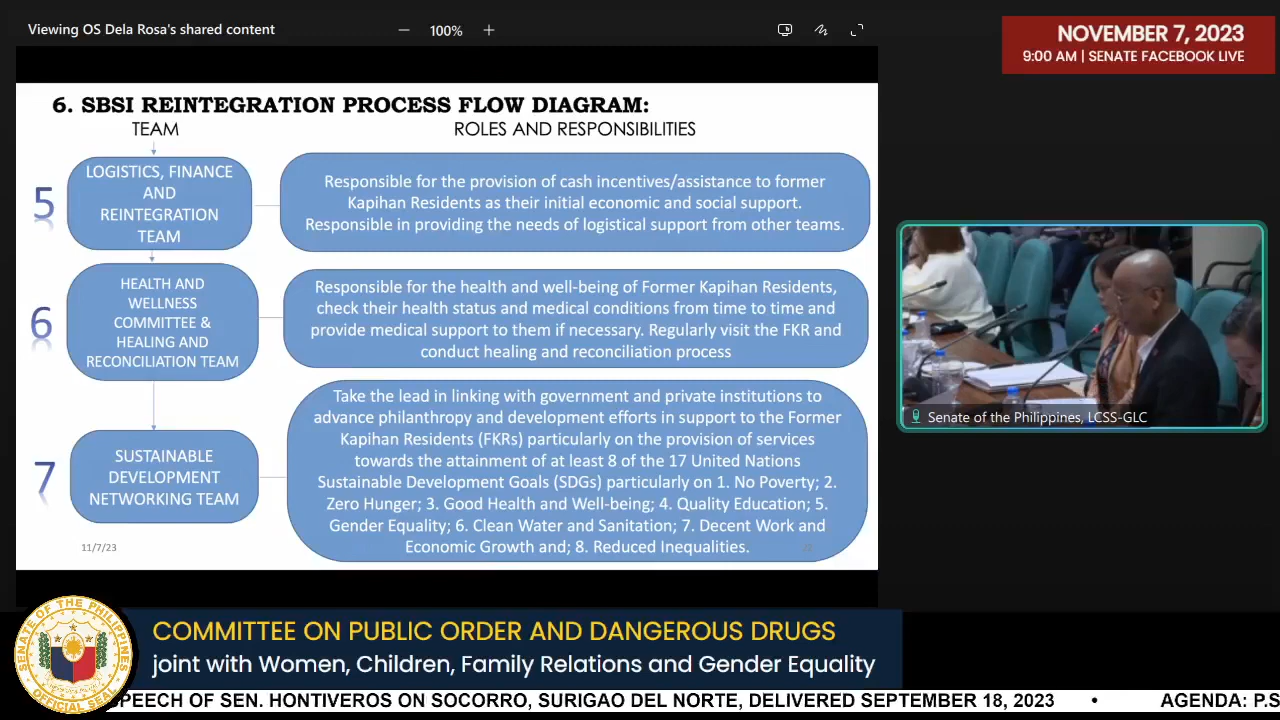 Viewing OS Dela Rosa's shared content
100%
NOVEMBER 7, 2023
9:00 AM | SENATE FACEBOOK LIVE
6. SBSI REINTEGRATION PROCESS FLOW DIAGRAM:
TEAM
ROLES AND RESPONSIBILITIES
5
LOGISTICS, FINANCE
AND
REINTEGRATION
TEAM
Responsible for the provision of cash incentives/assistance to former
Kapihan Residents as their initial economic and social support.
Responsible in providing the needs of logistical support from other teams.
6
HEALTH AND
WELLNESS
COMMITTEE &
HEALING AND
RECONCILIATION TEAM
Responsible for the health and well-being of Former Kapihan Residents,
check their health status and medical conditions from time to time and
provide medical support to them if necessary. Regularly visit the FKR and
conduct healing and reconciliation process
7
SUSTAINABLE
DEVELOPMENT
NETWORKING TEAM
Take the lead in linking with government and private institutions to
advance philanthropy and development efforts in support to the Former
Kapihan Residents (FKRs) particularly on the provision of services
towards the attainment of at least 8 of the 17 United Nations
Sustainable Development Goals (SDGs) particularly on 1. No Poverty; 2.
Zero Hunger; 3. Good Health and Well-being; 4. Quality Education; 5.
Gender Equality; 6. Clean Water and Sanitation; 7. Decent Work and
Economic Growth and; 8. Reduced Inequalities.
11/7/23
Senate of the Philippines, LCSS-GLC
SENATE OF THE PHILIPPINES
OFFICIAL SEAL
COMMITTEE ON PUBLIC ORDER AND DANGEROUS DRUGS
joint with Women, Children, Family Relations and Gender Equality
SPEECH OF SEN. HONTIVEROS ON SOCORRO, SURIGAO DEL NORTE, DELIVERED SEPTEMBER 18, 2023 • AGENDA: P.S